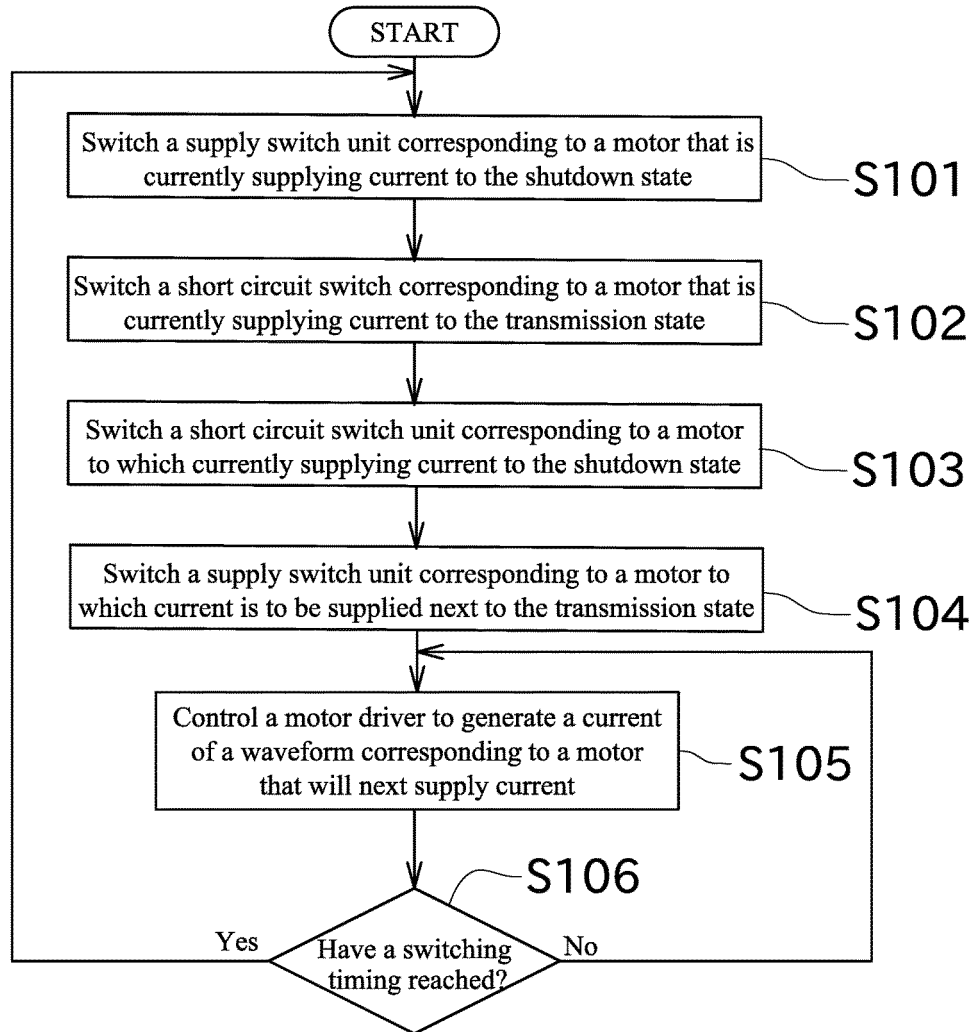 START
Switch a supply switch unit corresponding to a motor that is
currently supplying current to the shutdown state
S101
Switch a short circuit switch corresponding to a motor that is
currently supplying current to the transmission state
S102
Switch a short circuit switch unit corresponding to a motor
to which currently supplying current to the shutdown state
S103
Switch a supply switch unit corresponding to a motor to
which current is to be supplied next to the transmission state
S104
Control a motor driver to generate a current
of a waveform corresponding to a motor
that will next supply current
S105
S106
Yes
Have a switching
timing reached?
No